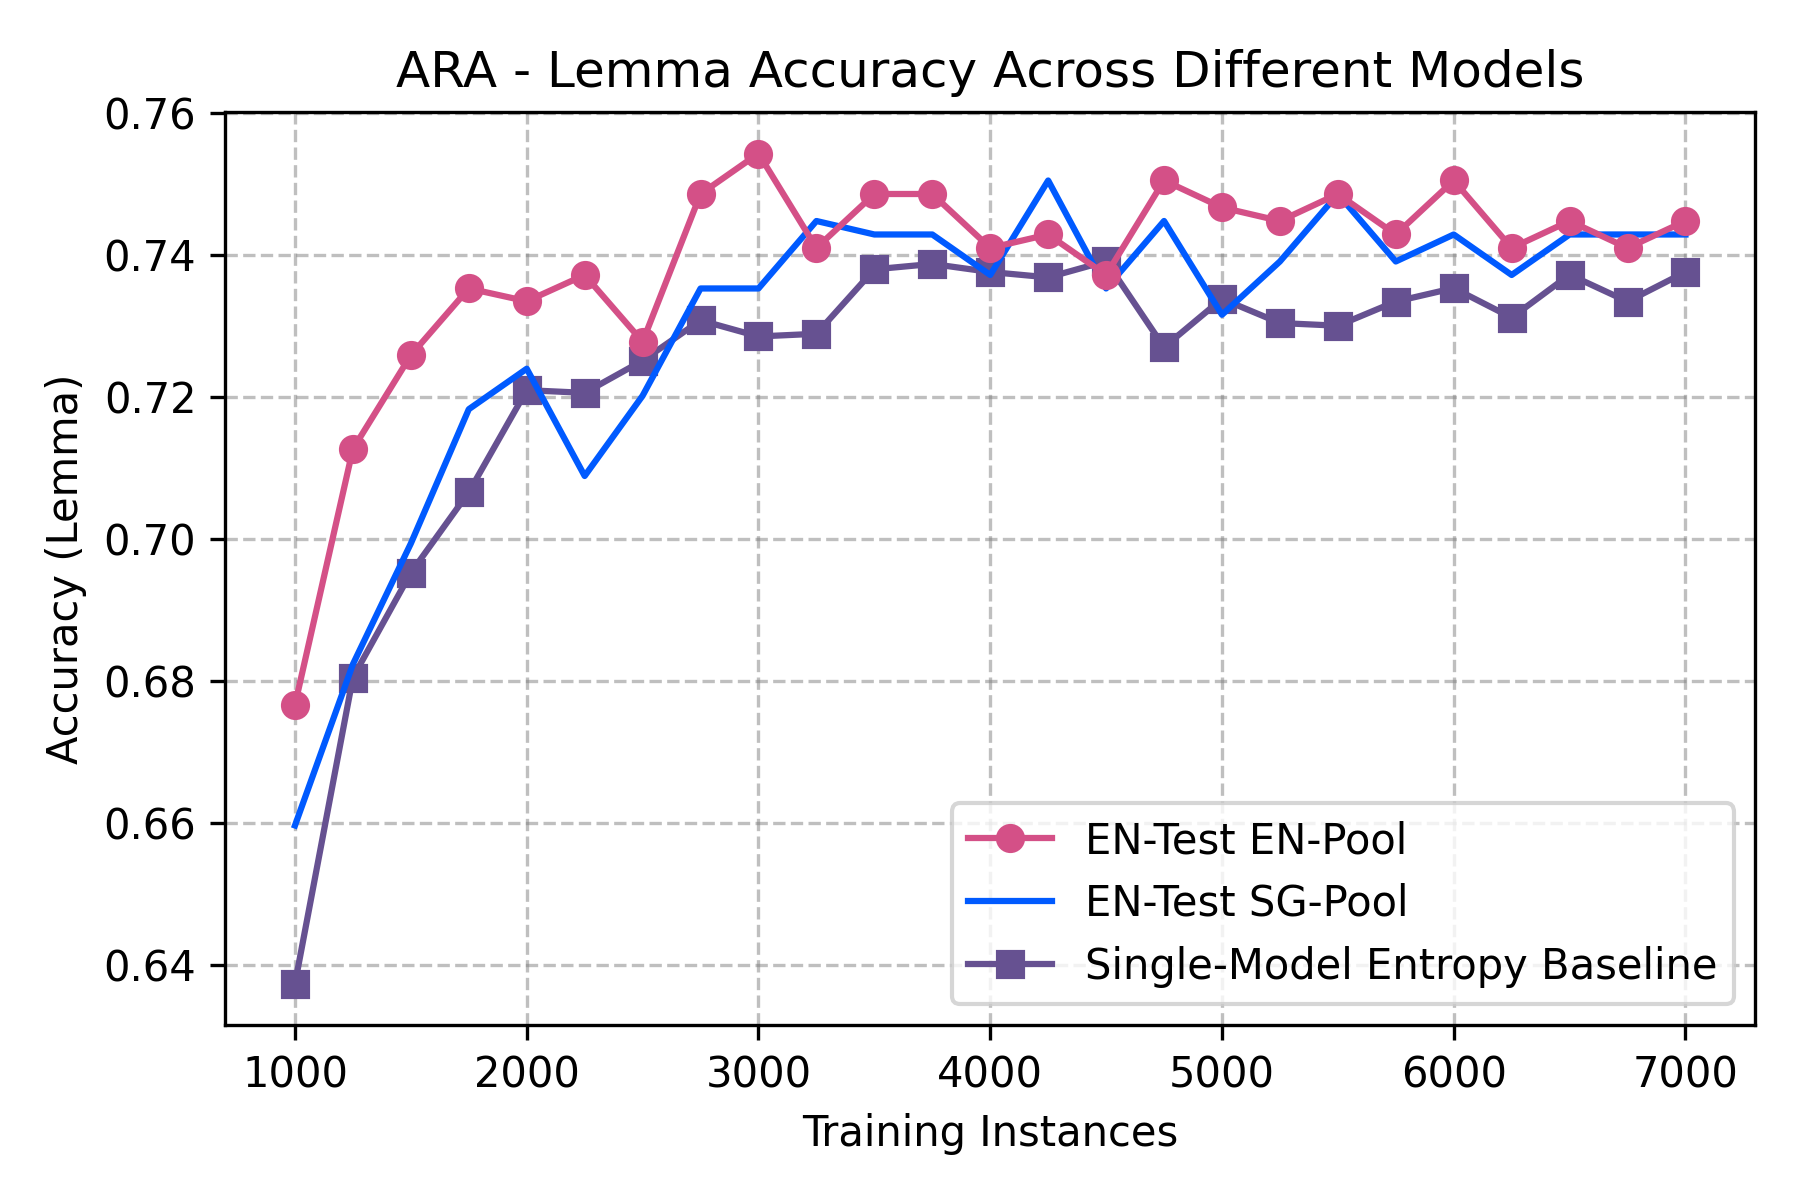 ARA - Lemma Accuracy Across Different Models
0.76
0.74
0.72
0.70
0.68
0.66
0.64
Accuracy (Lemma)
EN-Test EN-Pool
EN-Test SG-Pool
Single-Model Entropy Baseline
1000 2000 3000 4000 5000 6000 7000
Training Instances